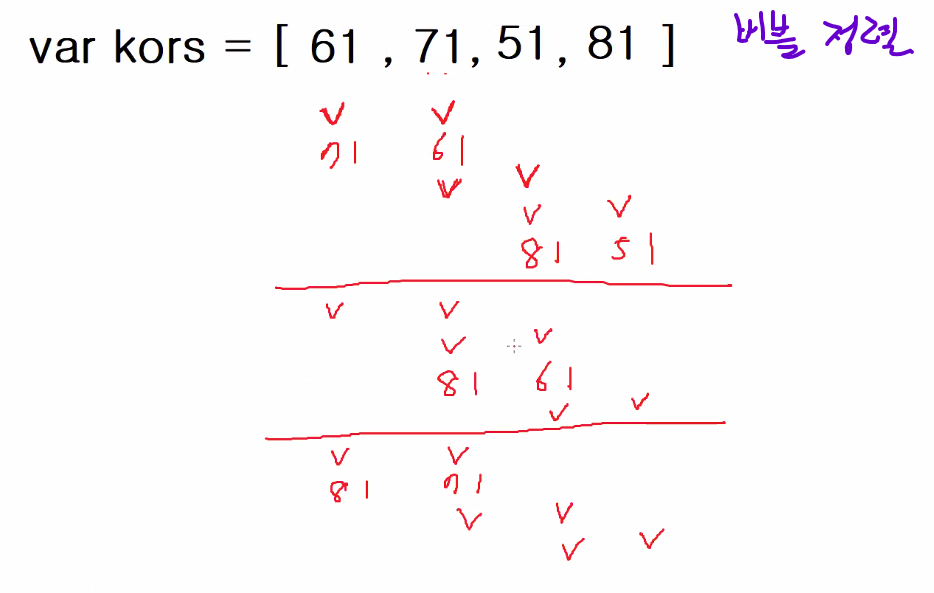 var kors = [ 61 , 71, 51, 81 ] 버블 정렬
v v
71 61
v v
v v
81 51
v v
v v
81 61
v v
v v
81 71
v v
v v